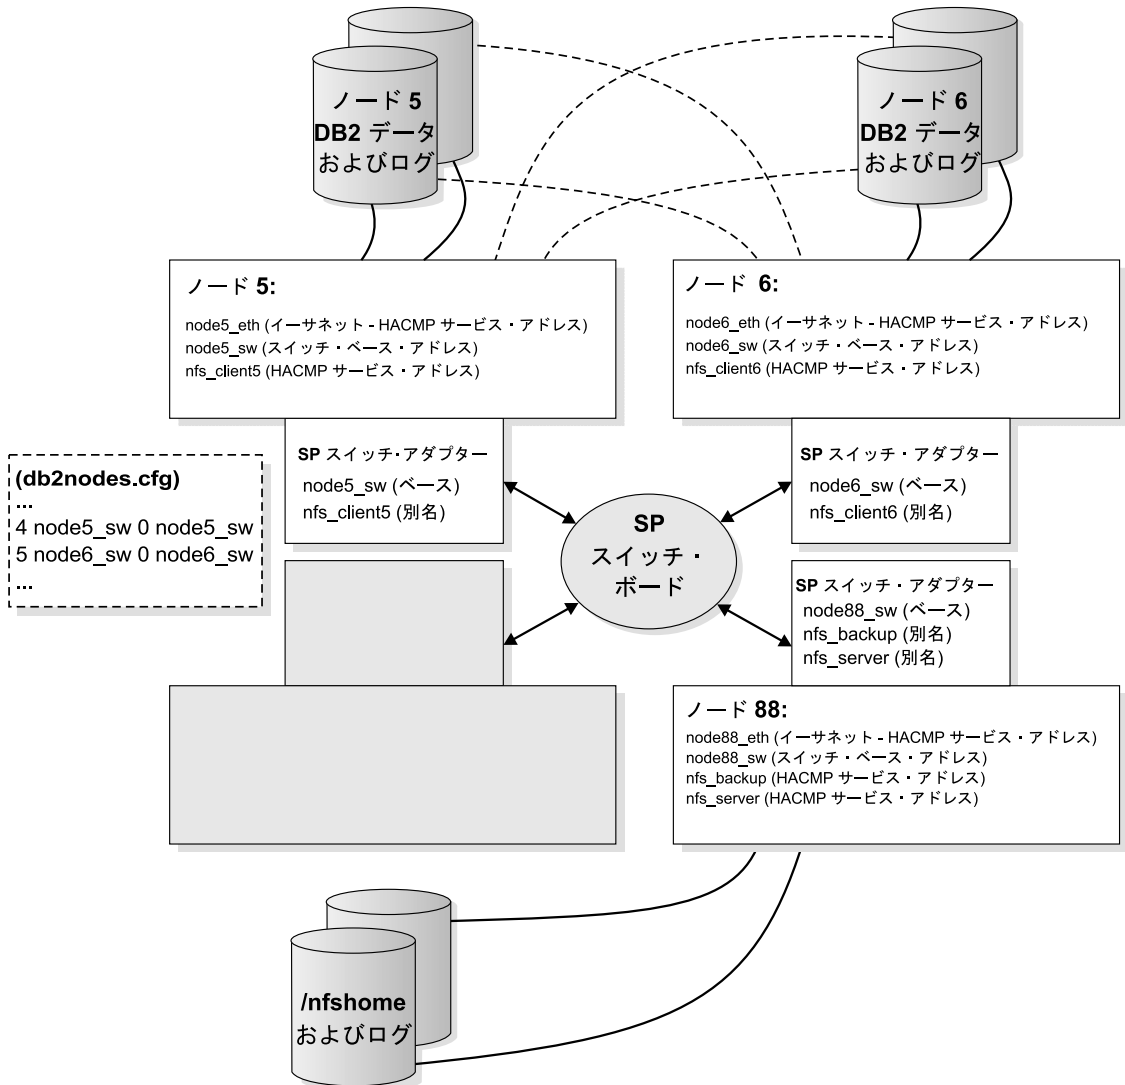 ノード 5
DB2 データ
およびログ
ノード 6
DB2 データ
およびログ
ノード 5:
node5_eth (イーサネット - HACMP サービス・アドレス)
node5_sw (スイッチ・ベース・アドレス)
nfs_client5 (HACMP サービス・アドレス)
ノード 6:
node6_eth (イーサネット - HACMP サービス・アドレス)
node6_sw (スイッチ・ベース・アドレス)
nfs_client6 (HACMP サービス・アドレス)
(db2nodes.cfg)
...
4 node5_sw 0 node5_sw
5 node6_sw 0 node6_sw
...
SP スイッチ・アダプター
node5_sw (ベース)
nfs_client5 (別名)
SP
スイッチ・
ボード
SP スイッチ・アダプター
node6_sw (ベース)
nfs_client6 (別名)
SP スイッチ・アダプター
node88_sw (ベース)
nfs_backup (別名)
nfs_server (別名)
ノード 88:
node88_eth (イーサネット - HACMP サービス・アドレス)
node88_sw (スイッチ・ベース・アドレス)
nfs_backup (HACMP サービス・アドレス)
nfs_server (HACMP サービス・アドレス)
/nfshome
およびログ